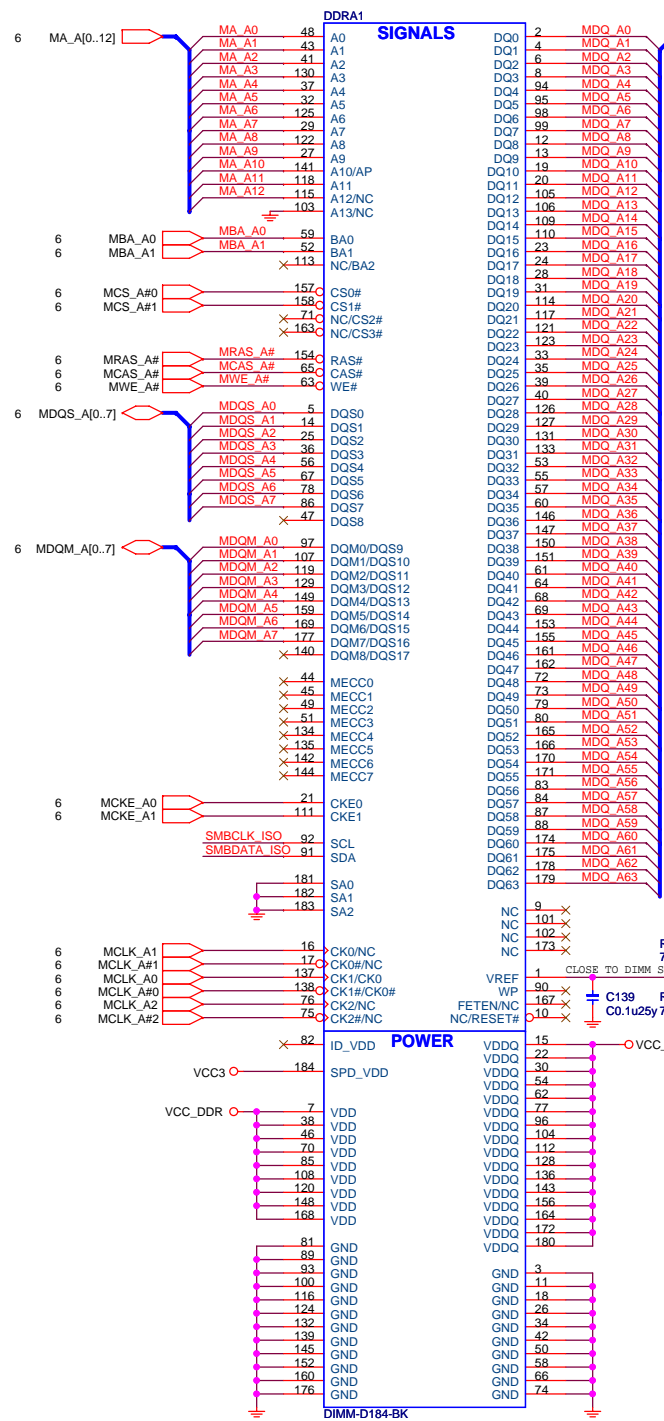 DDRA1
SIGNALS
6 MA_A[0..12]
MA_A0 48 A0
MA_A1 43 A1
MA_A2 41 A2
MA_A3 130 A3
MA_A4 37 A4
MA_A5 32 A5
MA_A6 125 A6
MA_A7 29 A7
MA_A8 122 A8
MA_A9 27 A9
MA_A10 141 A10/AP
MA_A11 118 A11
MA_A12 115 A12/NC
103 A13/NC
6 MBA_A0 MBA_A0 59 BA0
6 MBA_A1 MBA_A1 52 BA1
113 NC/BA2
6 MCS_A#0 157 CS0#
6 MCS_A#1 158 CS1#
71 NC/CS2#
163 NC/CS3#
6 MRAS_A# MRAS_A# 154 RAS#
6 MCAS_A# MCAS_A# 65 CAS#
6 MWE_A# MWE_A# 63 WE#
6 MDQS_A[0..7]
MDQS_A0 5 DQS0
MDQS_A1 14 DQS1
MDQS_A2 25 DQS2
MDQS_A3 36 DQS3
MDQS_A4 56 DQS4
MDQS_A5 67 DQS5
MDQS_A6 78 DQS6
MDQS_A7 86 DQS7
47 DQS8
6 MDQM_A[0..7]
MDQM_A0 97 DQM0/DQS9
MDQM_A1 107 DQM1/DQS10
MDQM_A2 119 DQM2/DQS11
MDQM_A3 129 DQM3/DQS12
MDQM_A4 149 DQM4/DQS13
MDQM_A5 159 DQM5/DQS14
MDQM_A6 169 DQM6/DQS15
MDQM_A7 177 DQM7/DQS16
140 DQM8/DQS17
44 MECC0
45 MECC1
49 MECC2
51 MECC3
134 MECC4
135 MECC5
142 MECC6
144 MECC7
6 MCKE_A0 21 CKE0
6 MCKE_A1 111 CKE1
SMBCLK_ISO 92 SCL
SMBDATA_ISO 91 SDA
181 SA0
182 SA1
183 SA2
6 MCLK_A1 16 CK0/NC
6 MCLK_A#1 17 CK0#/NC
6 MCLK_A0 137 CK1/CK0
6 MCLK_A#0 138 CK1#/CK0#
6 MCLK_A2 76 CK2/NC
6 MCLK_A#2 75 CK2#/NC
DQ0 2 MDQ_A0
DQ1 4 MDQ_A1
DQ2 6 MDQ_A2
DQ3 8 MDQ_A3
DQ4 94 MDQ_A4
DQ5 95 MDQ_A5
DQ6 98 MDQ_A6
DQ7 99 MDQ_A7
DQ8 12 MDQ_A8
DQ9 13 MDQ_A9
DQ10 19 MDQ_A10
DQ11 20 MDQ_A11
DQ12 105 MDQ_A12
DQ13 106 MDQ_A13
DQ14 109 MDQ_A14
DQ15 110 MDQ_A15
DQ16 23 MDQ_A16
DQ17 24 MDQ_A17
DQ18 28 MDQ_A18
DQ19 31 MDQ_A19
DQ20 114 MDQ_A20
DQ21 117 MDQ_A21
DQ22 121 MDQ_A22
DQ23 123 MDQ_A23
DQ24 33 MDQ_A24
DQ25 35 MDQ_A25
DQ26 39 MDQ_A26
DQ27 40 MDQ_A27
DQ28 126 MDQ_A28
DQ29 127 MDQ_A29
DQ30 131 MDQ_A30
DQ31 133 MDQ_A31
DQ32 53 MDQ_A32
DQ33 55 MDQ_A33
DQ34 57 MDQ_A34
DQ35 60 MDQ_A35
DQ36 146 MDQ_A36
DQ37 147 MDQ_A37
DQ38 150 MDQ_A38
DQ39 151 MDQ_A39
DQ40 61 MDQ_A40
DQ41 64 MDQ_A41
DQ42 68 MDQ_A42
DQ43 69 MDQ_A43
DQ44 153 MDQ_A44
DQ45 155 MDQ_A45
DQ46 161 MDQ_A46
DQ47 162 MDQ_A47
DQ48 72 MDQ_A48
DQ49 73 MDQ_A49
DQ50 79 MDQ_A50
DQ51 80 MDQ_A51
DQ52 165 MDQ_A52
DQ53 166 MDQ_A53
DQ54 170 MDQ_A54
DQ55 171 MDQ_A55
DQ56 83 MDQ_A56
DQ57 84 MDQ_A57
DQ58 87 MDQ_A58
DQ59 88 MDQ_A59
DQ60 174 MDQ_A60
DQ61 175 MDQ_A61
DQ62 178 MDQ_A62
DQ63 179 MDQ_A63
NC 9
NC 101
NC 102
NC 173
R
7
CLOSE TO DIMM S
VREF 1
WP 90
FETEN/NC 167
NC/RESET# 10
C139
C0.1u25y
R
7
POWER
82 ID_VDD
VCC3 184 SPD_VDD
VCC_DDR 7 VDD
38 VDD
46 VDD
70 VDD
85 VDD
108 VDD
120 VDD
148 VDD
168 VDD
81 GND
89 GND
93 GND
100 GND
116 GND
124 GND
132 GND
139 GND
145 GND
152 GND
160 GND
176 GND
VDDQ 15 VCC_
VDDQ 22
VDDQ 30
VDDQ 54
VDDQ 62
VDDQ 77
VDDQ 96
VDDQ 104
VDDQ 112
VDDQ 128
VDDQ 136
VDDQ 143
VDDQ 156
VDDQ 164
VDDQ 172
VDDQ 180
GND 3
GND 11
GND 18
GND 26
GND 34
GND 42
GND 50
GND 58
GND 66
GND 74
DIMM-D184-BK